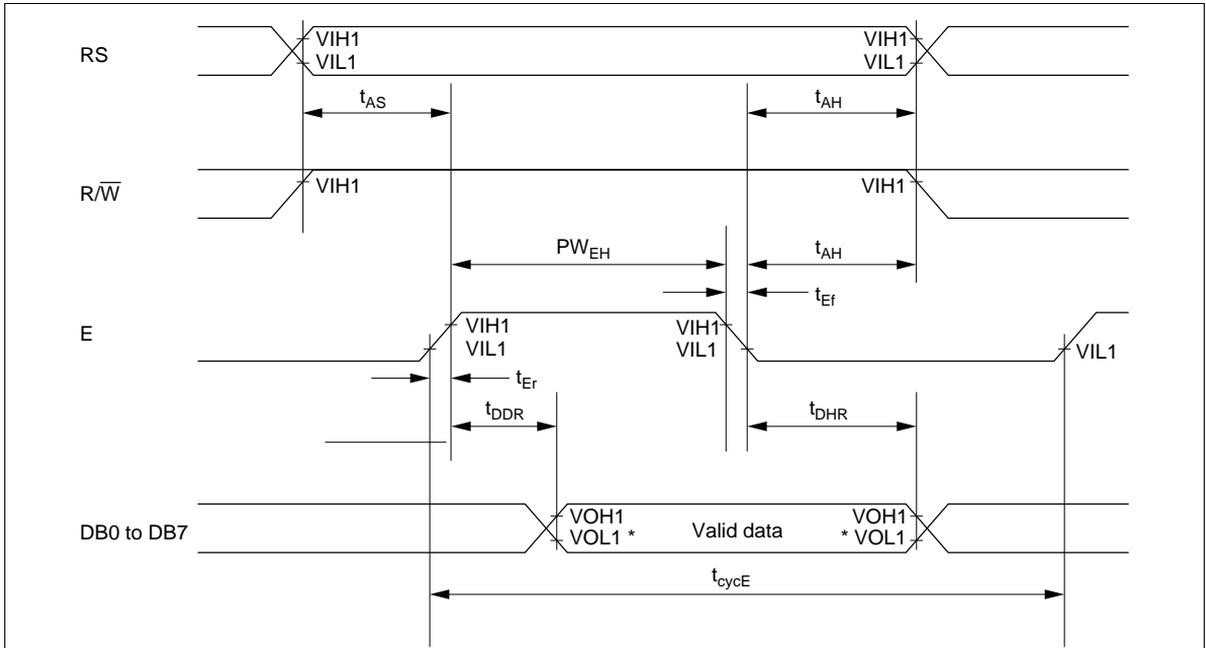 RS
VIH1
VIL1
VIH1
VIL1
tAS
tAH
R/W̅
VIH1
VIH1
PWEH
tAH
tEf
E
VIH1
VIL1
VIH1
VIL1
VIL1
tEr
tDDR
tDHR
DB0 to DB7
VOH1
VOL1 *
Valid data
VOH1
* VOL1
tcycE